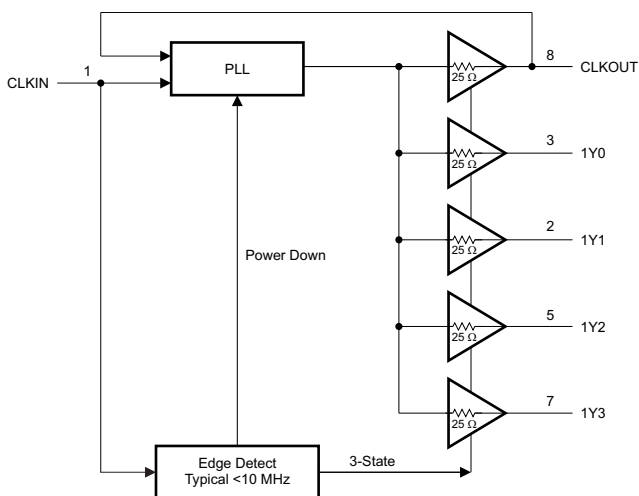 8
PLL
CLKOUT
25 Ω
1
CLKIN
3
1Y0
25 Ω
2
1Y1
25 Ω
Power Down
5
1Y2
25 Ω
7
1Y3
25 Ω
Edge Detect
Typical <10 MHz
3-State